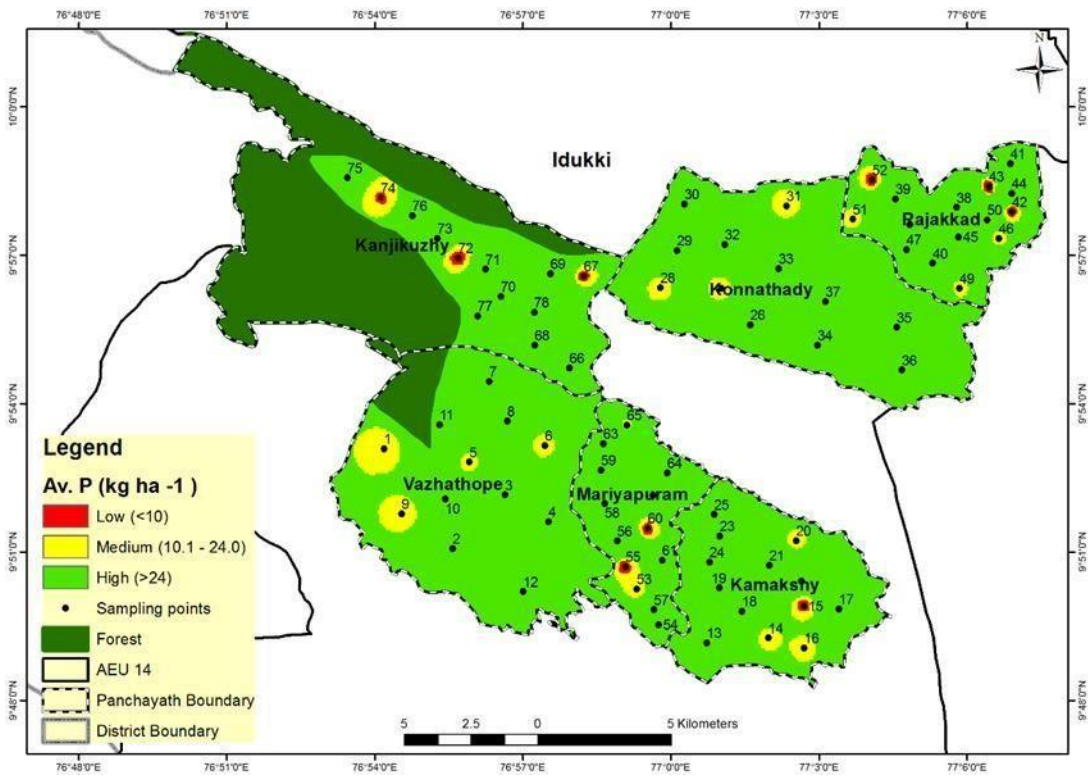 76°48'0"E 76°51'0"E 76°54'0"E 76°57'0"E 77°0'0"E 77°3'0"E 77°6'0"E
N
10°0'0"N 10°0'0"N
Idukki
41
75 52 43
74 39 44
30 31 38 42
76 51 Rajakkad 50
73 32 45 46
Kanjikuzhy 29 47
72 40
9°57'0"N 9°57'0"N
71 69 67 33
28 Konnathady 49
70 37
77 78 26 35
68 34
66 36
7
9°54'0"N 9°54'0"N
11 8 65
Legend 1 6 63
5 59 64
Av. P (kg ha -1 ) Vazhathope 3 Mariyapuram
Low (<10) 9 10 58 25
Medium (10.1 - 24.0) 4 60 23
2 56 20
9°51'0"N 9°51'0"N
High (>24) 55 61 24 21
Sampling points 12 53 19 Kamakshy
Forest 57 18 15 17
AEU 14 54 13 14 16
Panchayath Boundary
9°48'0"N 9°48'0"N
District Boundary
5 2.5 0 5 Kilometers
76°48'0"E 76°51'0"E 76°54'0"E 76°57'0"E 77°0'0"E 77°3'0"E 77°6'0"E